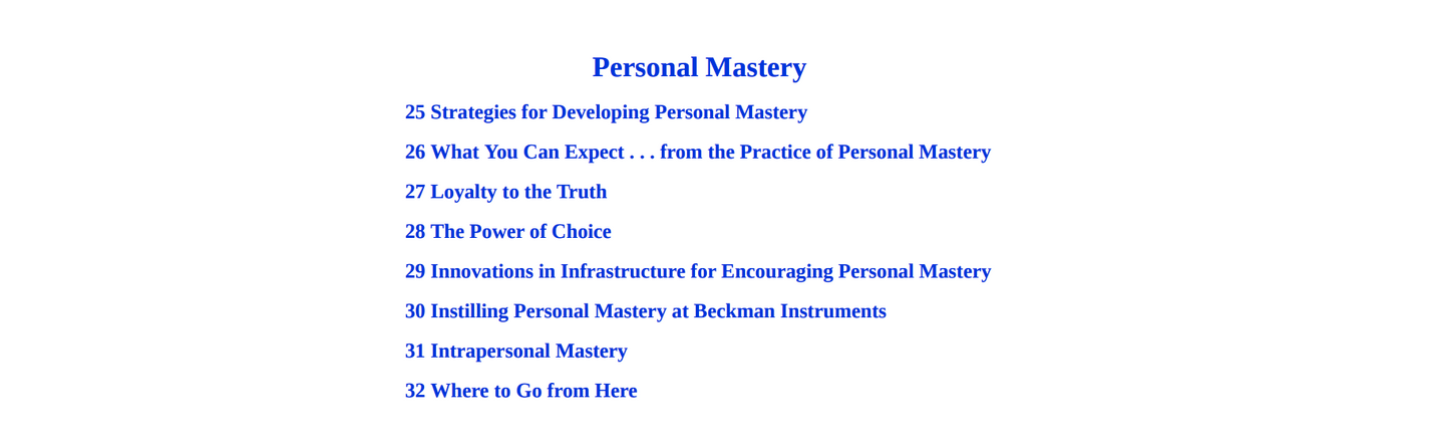 Personal Mastery
25 Strategies for Developing Personal Mastery
26 What You Can Expect . . . from the Practice of Personal Mastery
27 Loyalty to the Truth
28 The Power of Choice
29 Innovations in Infrastructure for Encouraging Personal Mastery
30 Instilling Personal Mastery at Beckman Instruments
31 Intrapersonal Mastery
32 Where to Go from Here